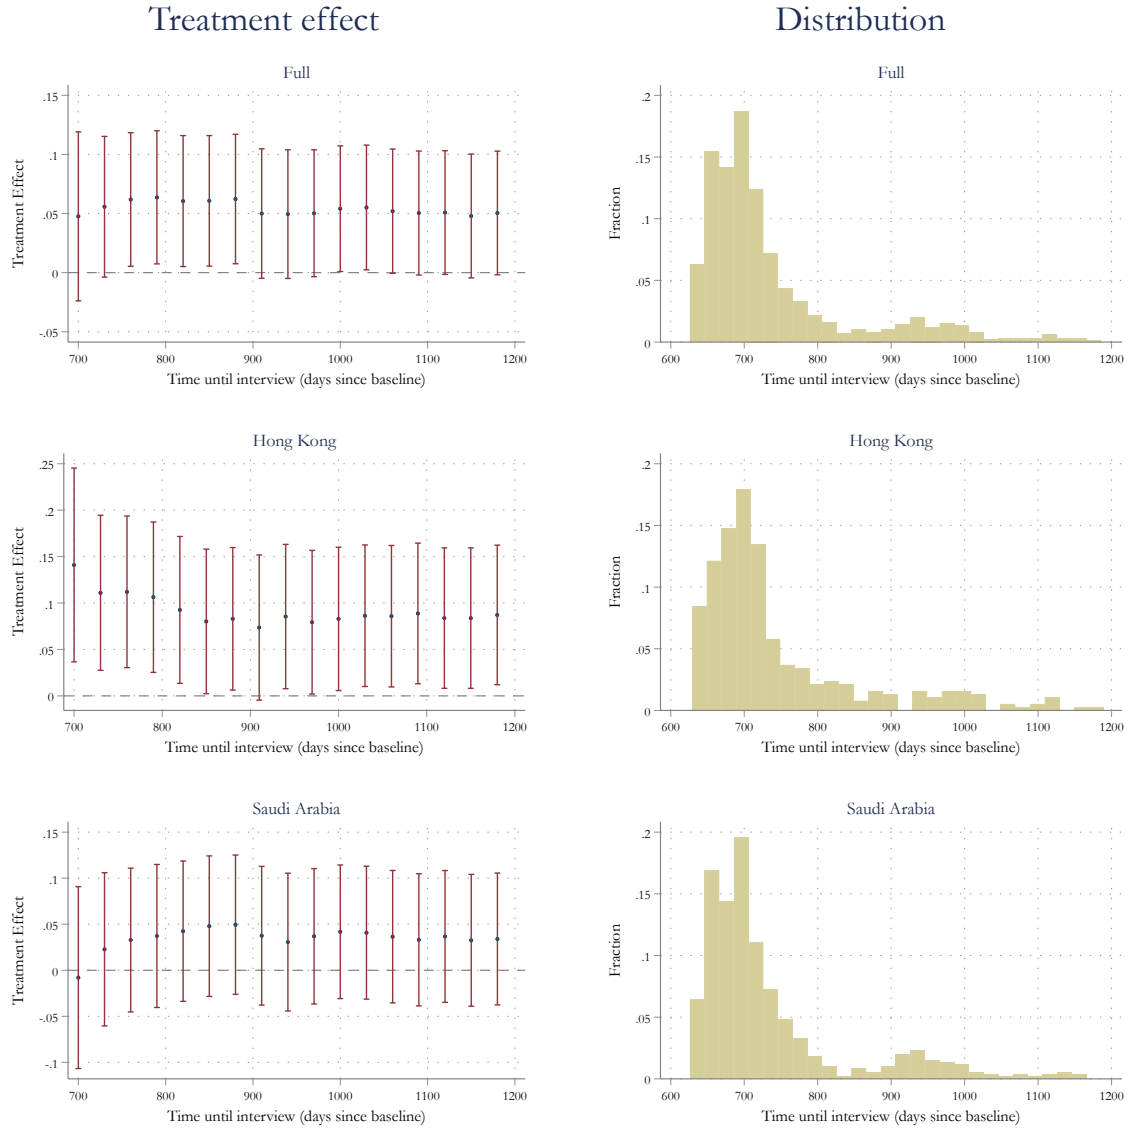 Treatment effect
Distribution
Full
.15
.1
.05
0
-.05
Treatment Effect
700 800 900 1000 1100 1200
Time until interview (days since baseline)
Full
.2
.15
.1
.05
0
Fraction
600 700 800 900 1000 1100 1200
Time until interview (days since baseline)
Hong Kong
.25
.2
.15
.1
.05
0
Treatment Effect
700 800 900 1000 1100 1200
Time until interview (days since baseline)
Hong Kong
.2
.15
.1
.05
0
Fraction
600 700 800 900 1000 1100 1200
Time until interview (days since baseline)
Saudi Arabia
.15
.1
.05
0
-.05
-.1
Treatment Effect
700 800 900 1000 1100 1200
Time until interview (days since baseline)
Saudi Arabia
.2
.15
.1
.05
0
Fraction
600 700 800 900 1000 1100 1200
Time until interview (days since baseline)